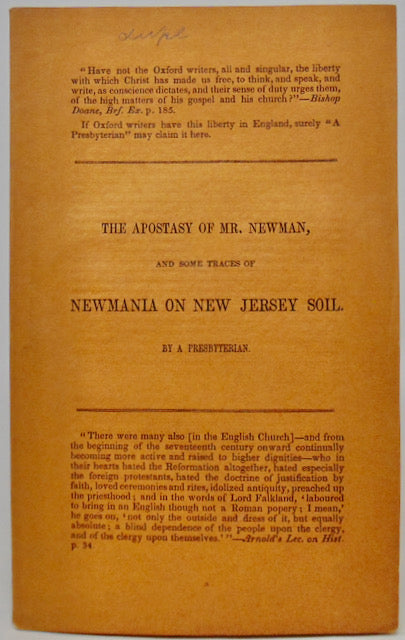 dupl
"Have not the Oxford writers, all and singular, the liberty
with which Christ has made us free, to think, and speak, and
write, as conscience dictates, and their sense of duty urges them,
of the high matters of his gospel and his church?"—Bishop
Doane, Brf. Ex. p. 185.
If Oxford writers have this liberty in England, surely "A
Presbyterian" may claim it here.
THE APOSTASY OF MR. NEWMAN,
AND SOME TRACES OF
NEWMANIA ON NEW JERSEY SOIL.
BY A PRESBYTERIAN.
"There were many also [in the English Church]—and from
the beginning of the seventeenth century onward continually
becoming more active and raised to higher dignities—who in
their hearts hated the Reformation altogether, hated especially
the foreign protestants, hated the doctrine of justification by
faith, loved ceremonies and rites, idolized antiquity, preached up
the priesthood; and in the words of Lord Falkland, 'laboured
to bring in an English though not a Roman popery; I mean,'
he goes on, 'not only the outside and dress of it, but equally
absolute; a blind dependence of the people upon the clergy,
and of the clergy upon themselves.'"—Arnold's Lec. on Hist.
p. 34.